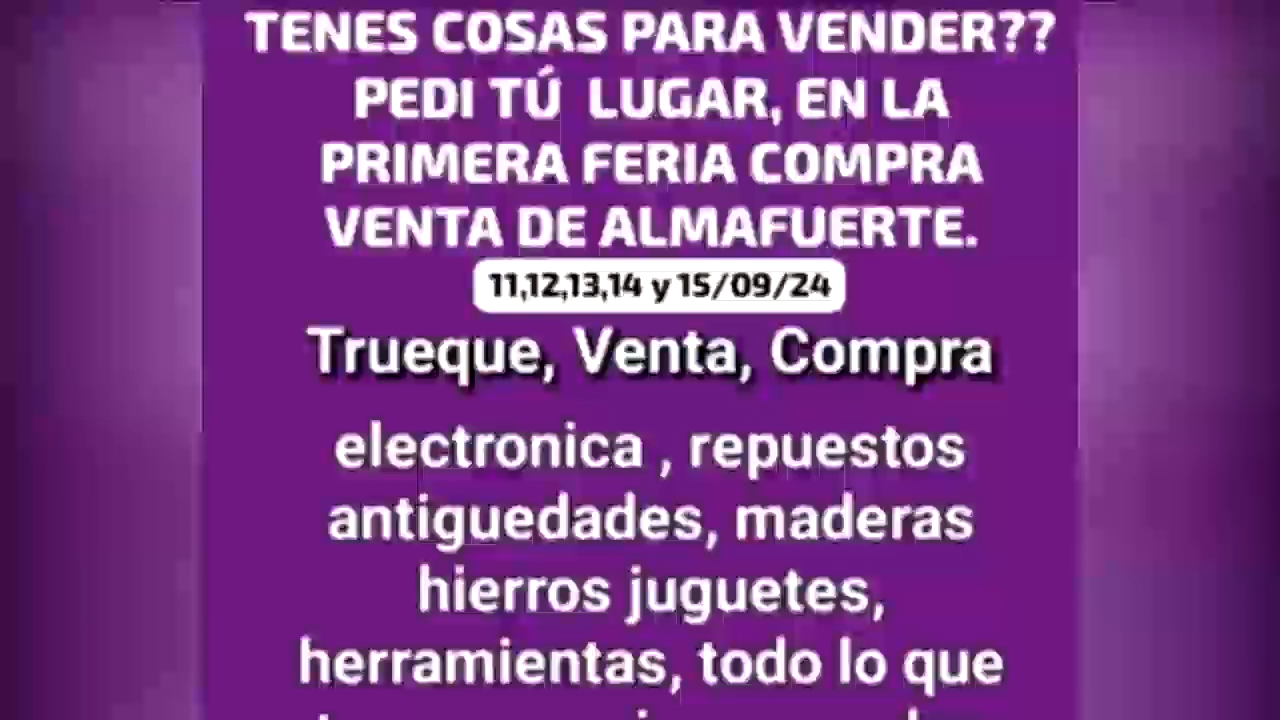 TENES COSAS PARA VENDER??
PEDI TÚ LUGAR, EN LA
PRIMERA FERIA COMPRA
VENTA DE ALMAFUERTE.
11,12,13,14 y 15/09/24
Trueque, Venta, Compra
electronica , repuestos
antiguedades, maderas
hierros juguetes,
herramientas, todo lo que